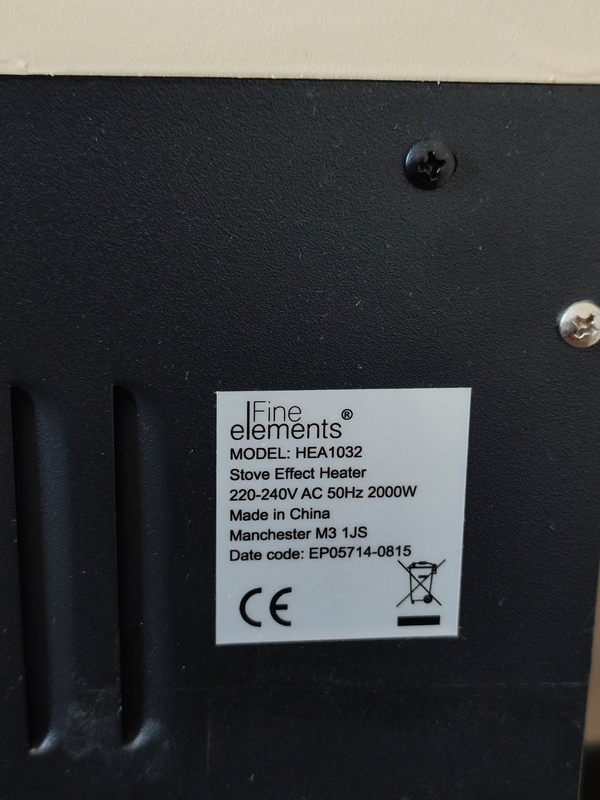 Fine
elements®
MODEL: HEA1032
Stove Effect Heater
220-240V AC 50Hz 2000W
Made in China
Manchester M3 1JS
Date code: EP05714-0815
CE